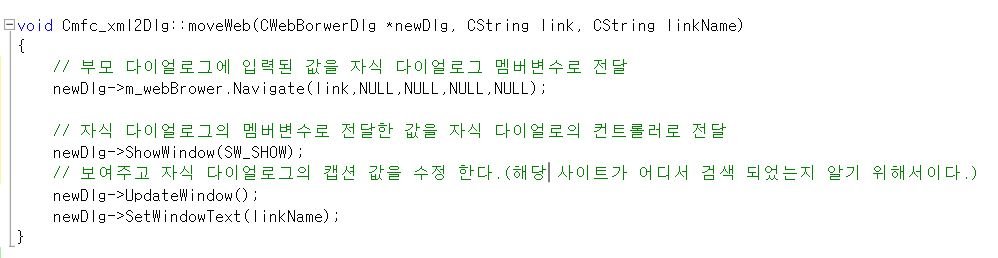 void Cmfc_xml2Dlg::moveWeb(CWebBorwerDlg *newDlg, CString link, CString linkName)
{
// 부모 다이얼로그에 입력된 값을 자식 다이얼로그 멤버변수로 전달
newDlg->m_webBrower.Navigate(link,NULL,NULL,NULL,NULL);
// 자식 다이얼로그의 멤버변수로 전달한 값을 자식 다이얼로의 컨트롤러로 전달
newDlg->ShowWindow(SW_SHOW);
// 보여주고 자식 다이얼로그의 캡션 값을 수정 한다.(해당 사이트가 어디서 검색 되었는지 알기 위해서이다.)
newDlg->UpdateWindow();
newDlg->SetWindowText(linkName);
}